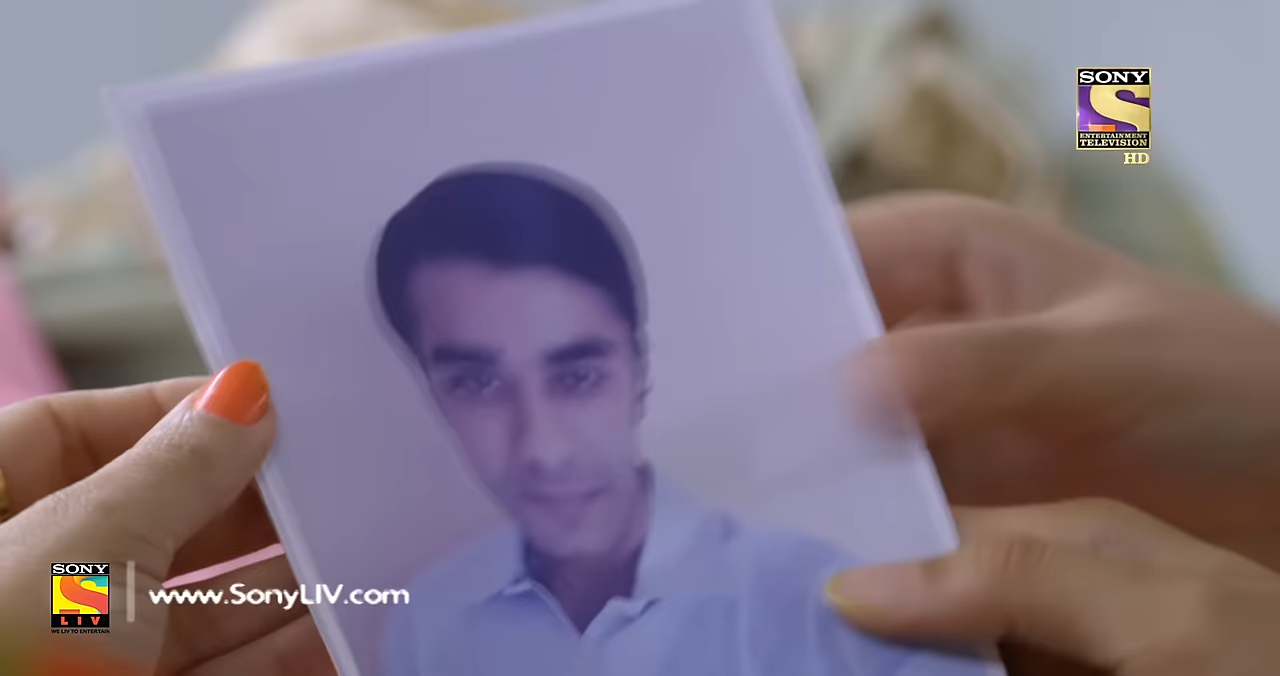 SONY
ENTERTAINMENT
TELEVISION
HD
SONY
LIV
WE LIV TO ENTERTAIN
www.SonyLIV.com